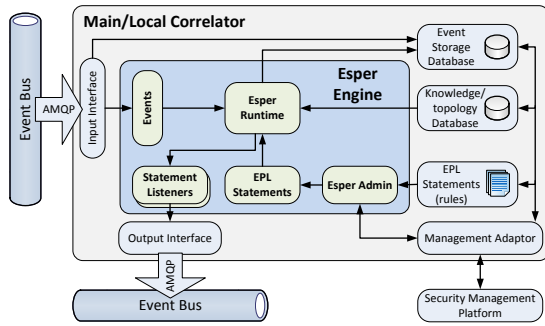 Main/Local Correlator
Event Bus
AMQP
Input Interface
Esper
Engine
Events
Esper
Runtime
Event
Storage
Database
Knowledge/
topology
Database
Statement
Listeners
EPL
Statements
Esper Admin
EPL
Statements
(rules)
Output Interface
Management Adaptor
AMQP
Event Bus
Security Management
Platform